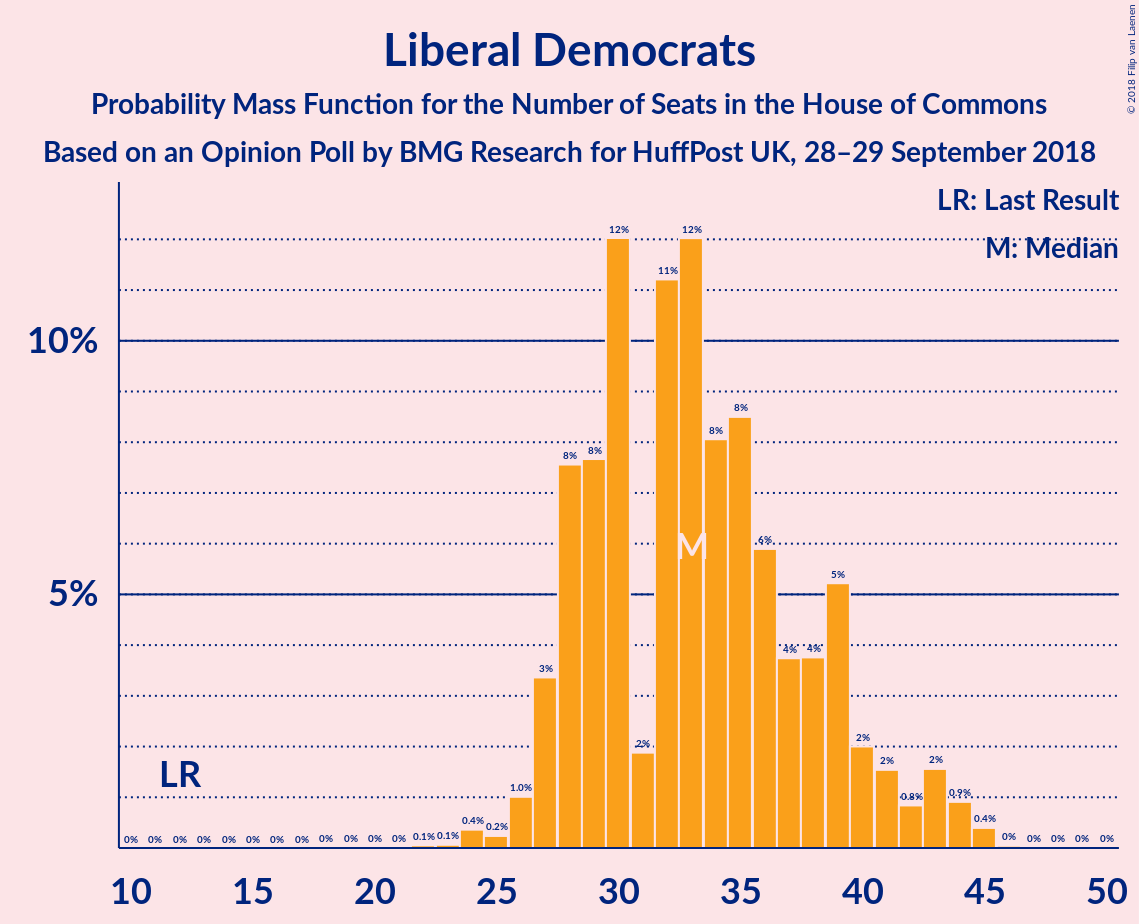 © 2018 Filip van Laenen
Liberal Democrats
Probability Mass Function for the Number of Seats in the House of Commons
Based on an Opinion Poll by BMG Research for HuffPost UK, 28–29 September 2018
LR: Last Result
M: Median
10%
5%
LR
M
0% 0% 0% 0% 0% 0% 0% 0% 0% 0% 0% 0% 0.1% 0.1% 0.4% 0.2% 1.0% 3% 8% 8% 12% 2% 11% 12% 8% 8% 6% 4% 4% 5% 2% 2% 0.8% 2% 0.9% 0.4% 0% 0% 0% 0% 0%
10 15 20 25 30 35 40 45 50